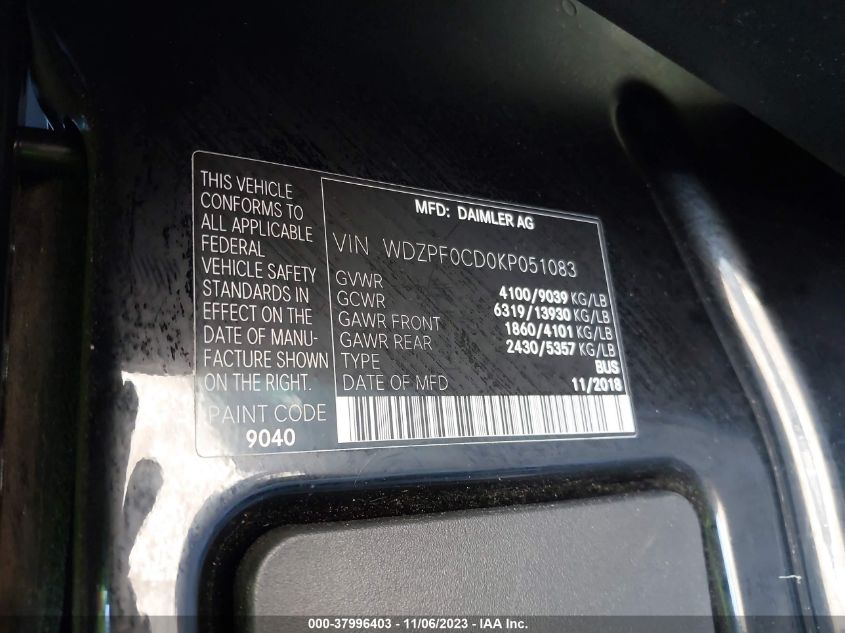 THIS VEHICLE
CONFORMS TO
ALL APPLICABLE
FEDERAL
VEHICLE SAFETY
STANDARDS IN
EFFECT ON THE
DATE OF MANU-
FACTURE SHOWN
ON THE RIGHT.
PAINT CODE
9040
MFD: DAIMLER AG
VIN WDZPF0CD0KP051083
GVWR 4100/9039 KG/LB
GCWR 6319/13930 KG/LB
GAWR FRONT 1860/4101 KG/LB
GAWR REAR 2430/5357 KG/LB
TYPE BUS
DATE OF MFD 11/2018
000-37996403 - 11/06/2023 - IAA Inc.